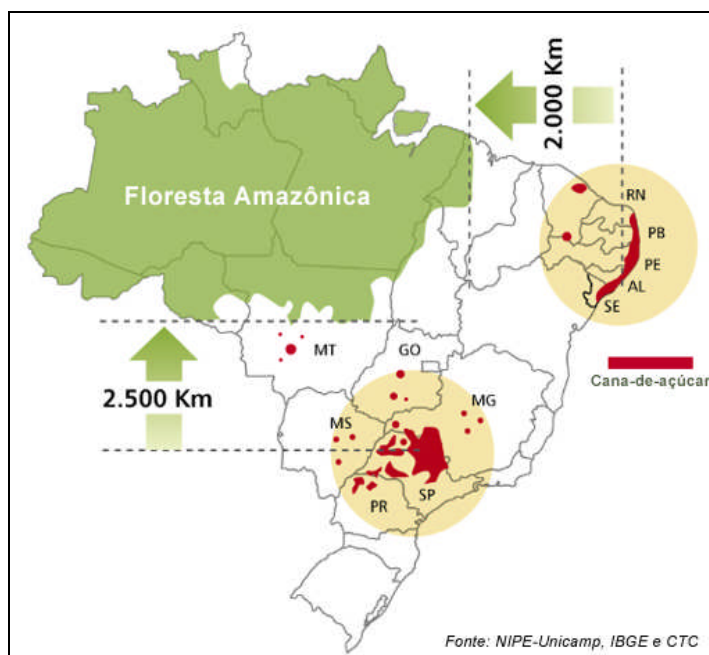 2.000 Km
Floresta Amazônica
RN
PB
PE
AL
SE
Cana-de-açúcar
MT
GO
2.500 Km
MS
MG
SP
PR
Fonte: NIPE-Unicamp, IBGE e CTC